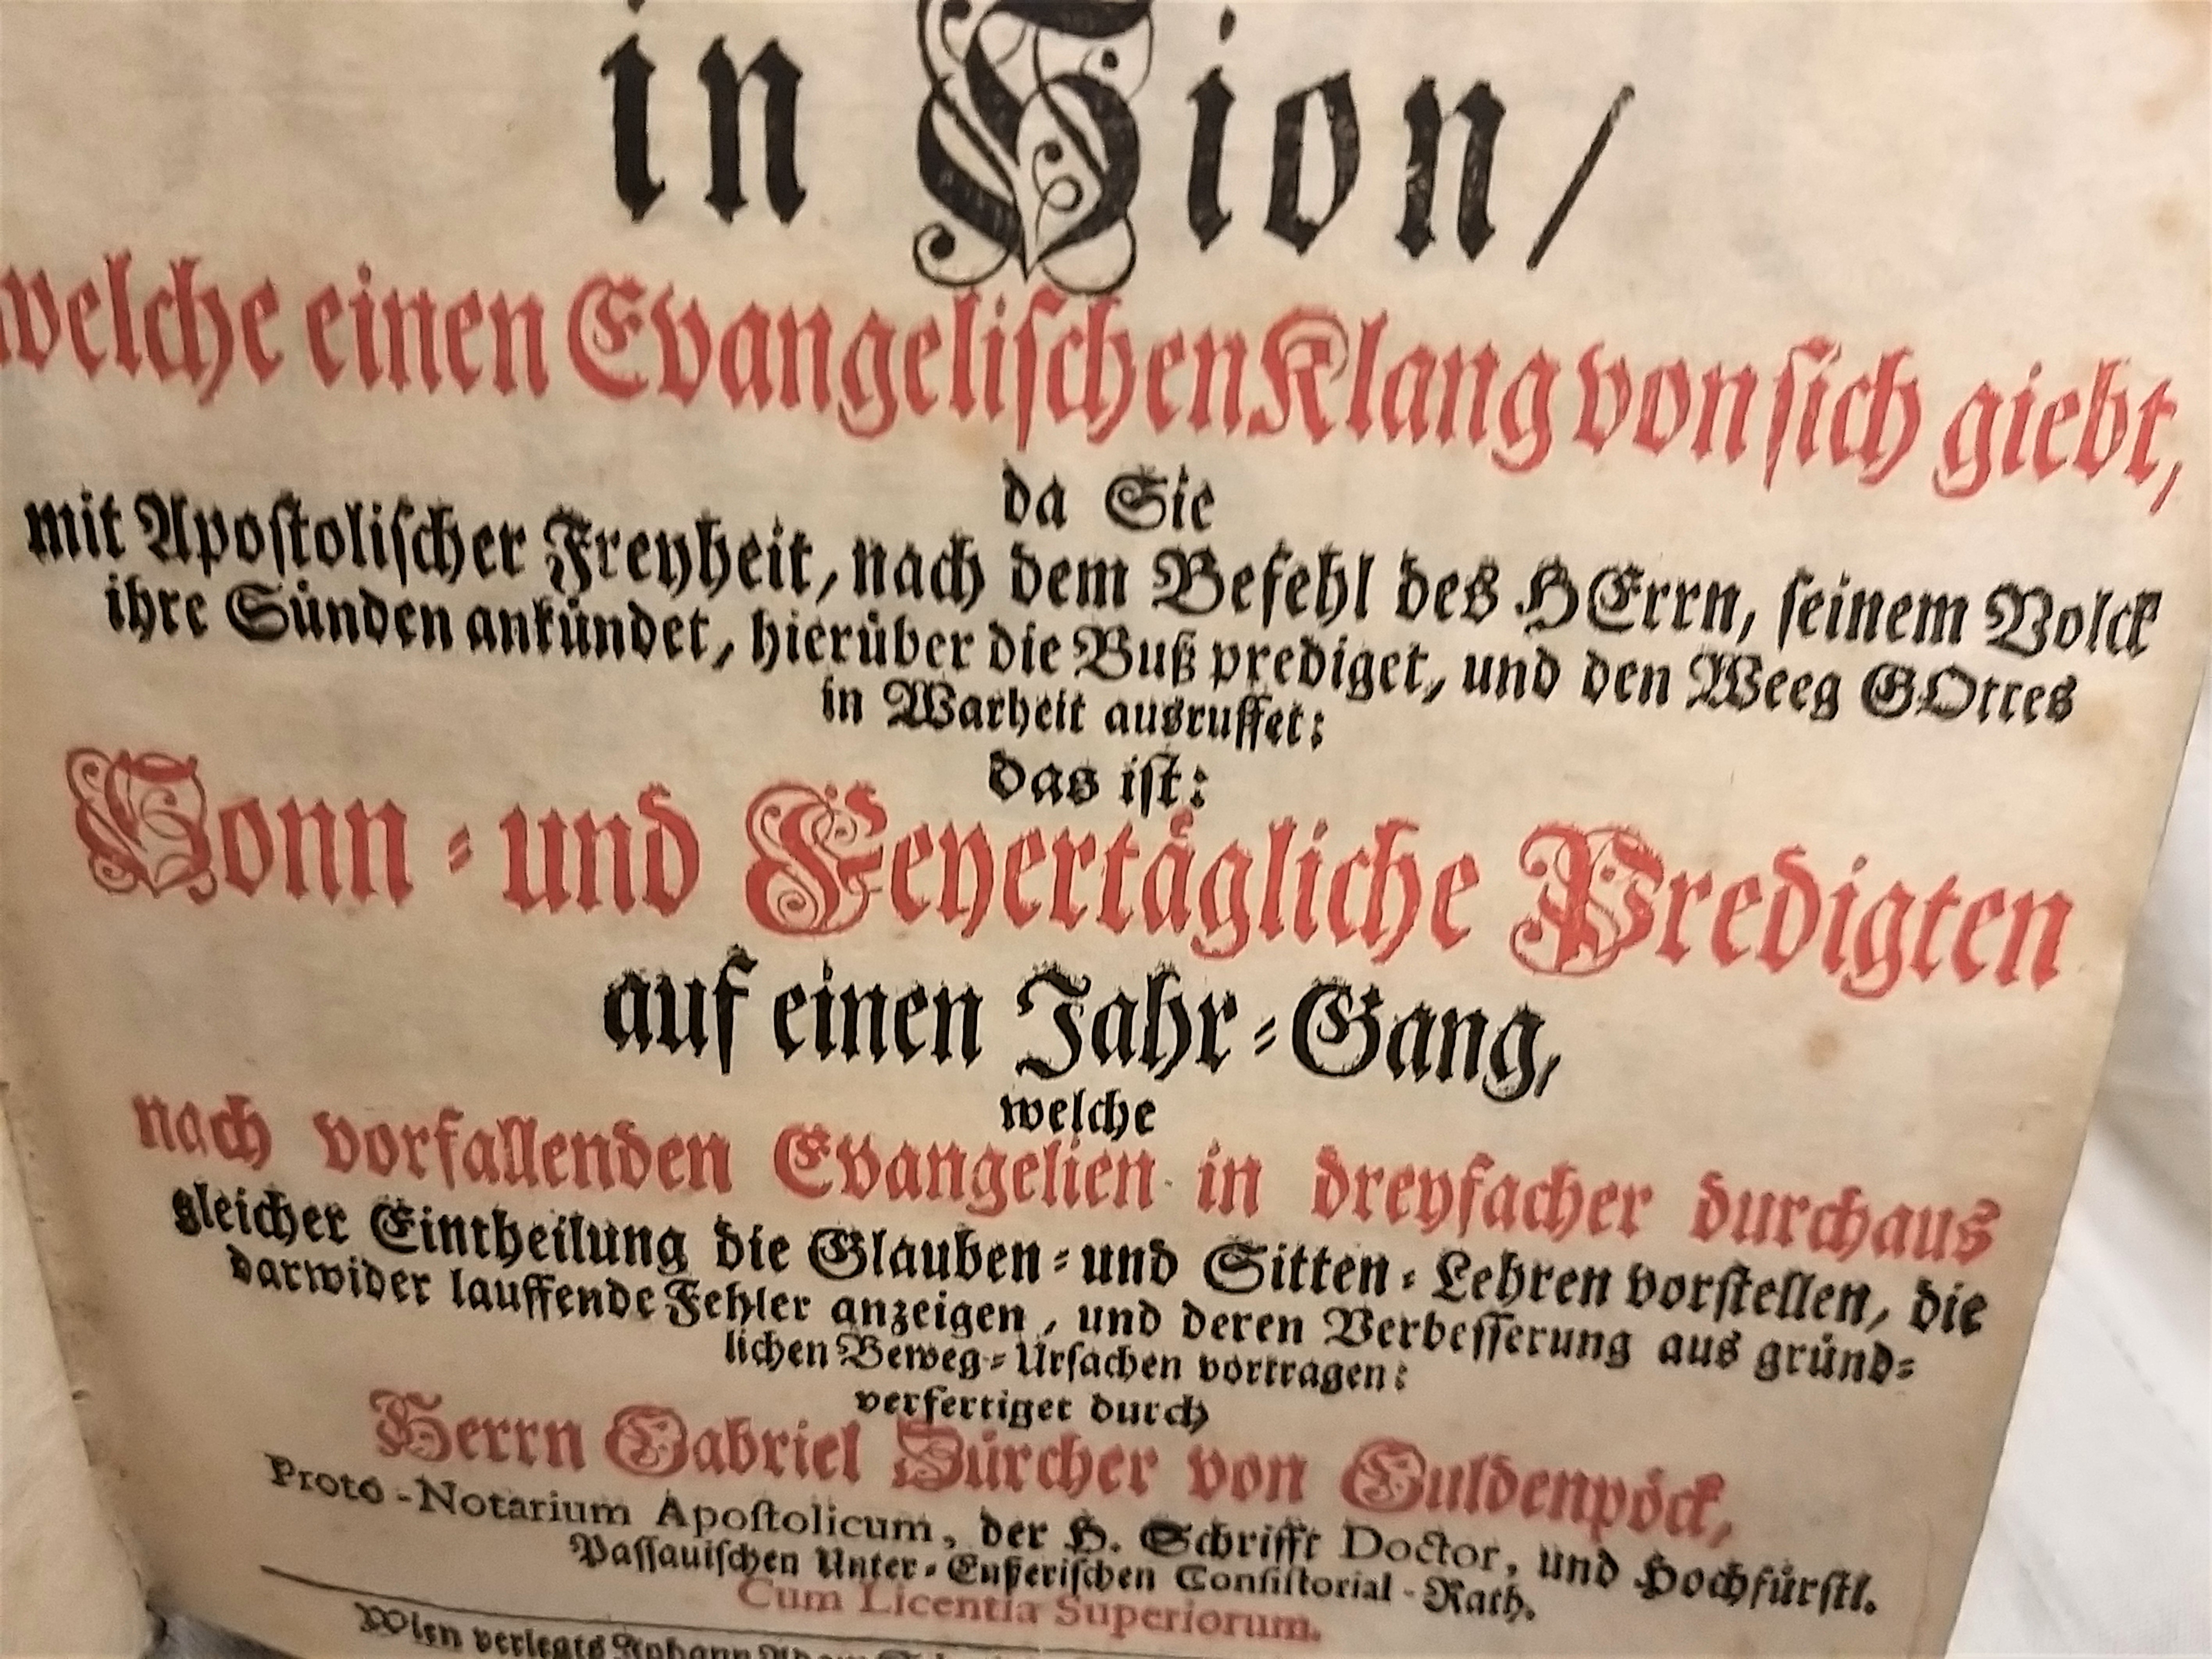 in Sion/
welche einen Evangelischen Klang von sich giebt,
da Sie
mit Apostolischer Freyheit, nach dem Befehl des HErrn, seinem Volck
ihre Sünden ankündet, hierüber die Buß prediget, und den Weeg GOttes
in Warheit ausruffet:
das ist:
Sonn- und Feyertägliche Predigten
auf einen Jahr-Gang,
welche
nach vorfallenden Evangelien in dreyfacher durchaus
gleicher Eintheilung die Glauben- und Sitten-Lehren vorstellen, die
darwider lauffende Fehler anzeigen, und deren Verbesserung aus gründ-
lichen Beweg-Ursachen vortragen:
verfertiget durch
Herrn Gabriel Zürcher von Guldenpöck,
Proto-Notarium Apostolicum, der H. Schrifft Doctor, und Hochfürstl.
Passauischen Unter-Ennserischen Consistorial-Rath.
Cum Licentia Superiorum.
Wien verlegts Johann Adam